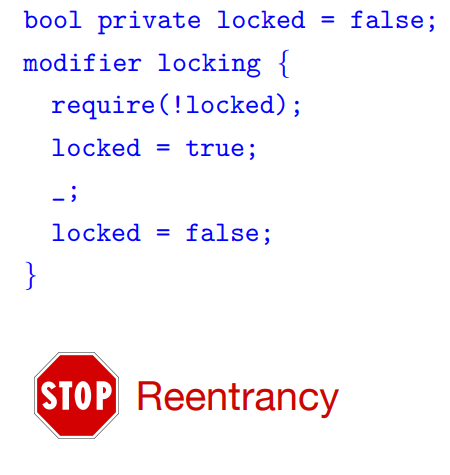 bool private locked = false;
modifier locking {
require(!locked);
locked = true;
_;
locked = false;
}
STOP Reentrancy